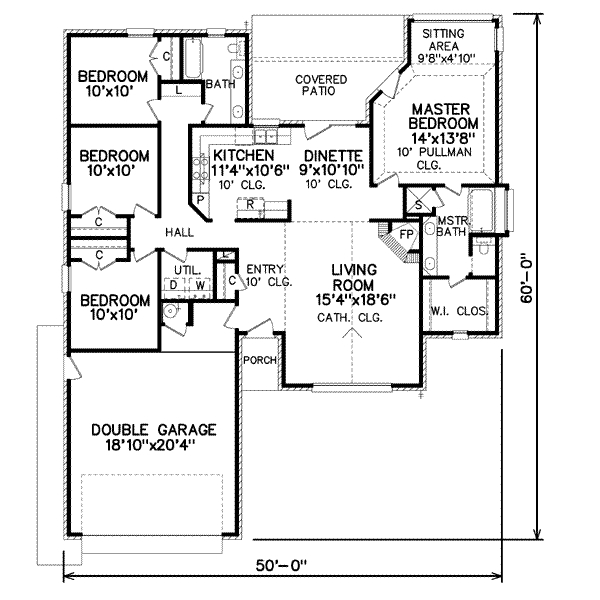 SITTING
AREA
9'8"x4'10"
BEDROOM
10'x10'
C
L
BATH
COVERED
PATIO
MASTER
BEDROOM
14'x13'8"
10' PULLMAN
CLG.
BEDROOM
10'x10'
KITCHEN
11'4"x10'6"
10' CLG.
DINETTE
9'x10'10"
10' CLG.
P
R
S
MSTR.
BATH
C
HALL
C
FP
L
UTIL.
D
W
C
ENTRY
10' CLG.
LIVING
ROOM
15'4"x18'6"
CATH. CLG.
BEDROOM
10'x10'
W.I. CLOS.
60'-0"
PORCH
DOUBLE GARAGE
18'10"x20'4"
50'-0"